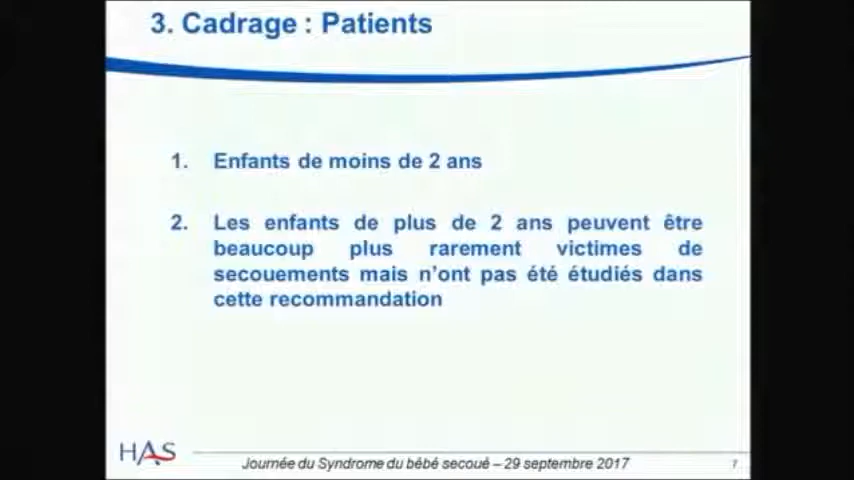 3. Cadrage : Patients
1. Enfants de moins de 2 ans
2. Les enfants de plus de 2 ans peuvent être
beaucoup plus rarement victimes de
secouements mais n'ont pas été étudiés dans
cette recommandation
HAS
Journée du Syndrome du bébé secoué – 29 septembre 2017
7